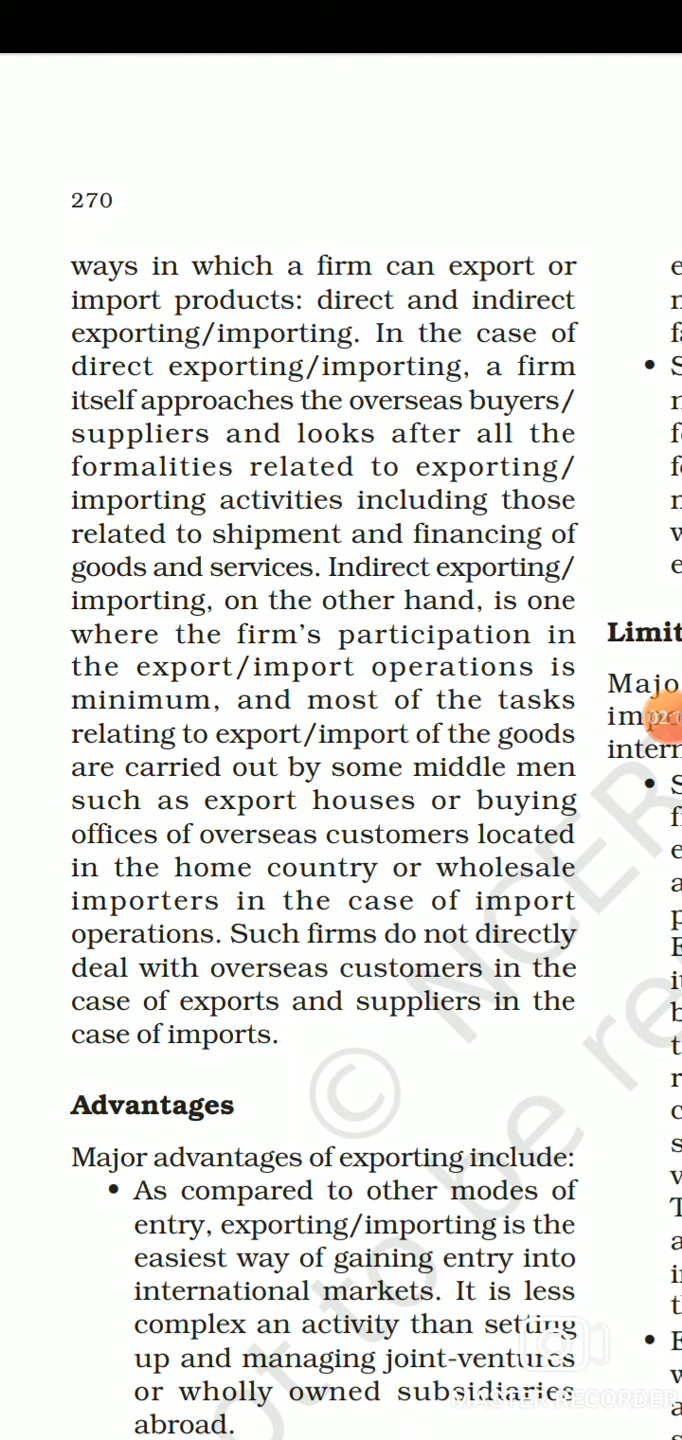 270
ways in which a firm can export or
import products: direct and indirect
exporting/importing. In the case of
direct exporting/importing, a firm
itself approaches the overseas buyers/
suppliers and looks after all the
formalities related to exporting/
importing activities including those
related to shipment and financing of
goods and services. Indirect exporting/
importing, on the other hand, is one
where the firm's participation in
the export/import operations is
minimum, and most of the tasks
relating to export/import of the goods
are carried out by some middle men
such as export houses or buying
offices of overseas customers located
in the home country or wholesale
importers in the case of import
operations. Such firms do not directly
deal with overseas customers in the
case of exports and suppliers in the
case of imports.
Advantages
Major advantages of exporting include:
• As compared to other modes of
entry, exporting/importing is the
easiest way of gaining entry into
international markets. It is less
complex an activity than setting
up and managing joint-ventures
or wholly owned subsidiaries
abroad.
Limit
Majo
intern
© NCER
not to be re
MASTER RECORDER